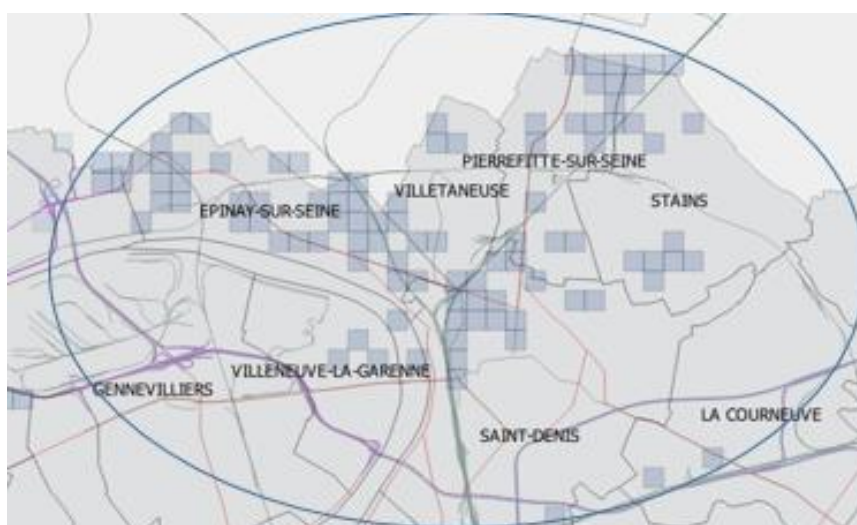 PIERREFITTE-SUR-SEINE
VILLETANEUSE
STAINS
EPINAY-SUR-SEINE
VILLENEUVE-LA-GARENNE
GENNEVILLIERS
LA COURNEUVE
SAINT-DENIS